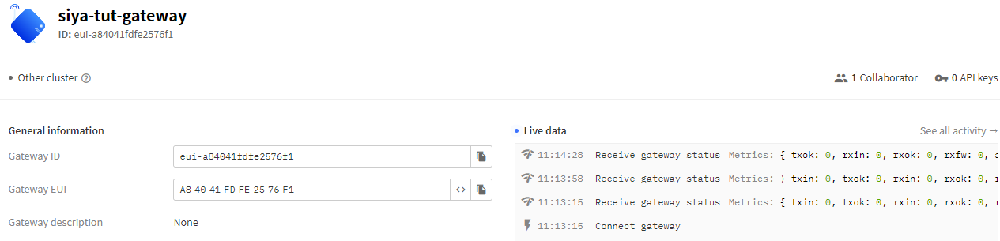 siya-tut-gateway
ID: eui-a84041fdfe2576f1
Other cluster
1 Collaborator
0 API keys
General information
Gateway ID
eui-a84041fdfe2576f1
Gateway EUI
A8 40 41 FD FE 25 76 F1
Gateway description
None
Live data
See all activity →
11:14:28 Receive gateway status Metrics: { txok: 0, rxin: 0, rxok: 0, rxfw: 0,
11:13:58 Receive gateway status Metrics: { txin: 0, txok: 0, rxin: 0, rxok: 0,
11:13:15 Receive gateway status Metrics: { txin: 0, txok: 0, rxin: 0, rxok: 0,
11:13:15 Connect gateway